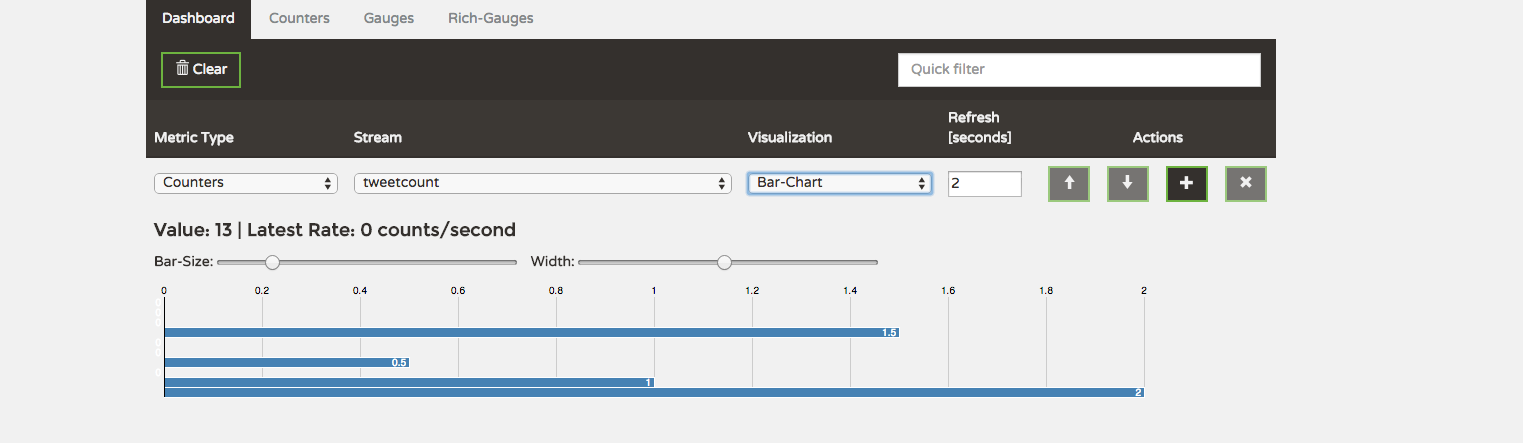 Dashboard Counters Gauges Rich-Gauges
Clear Quick filter
Metric Type Stream Visualization Refresh [seconds] Actions
Counters tweetcount Bar-Chart 2
Value: 13 | Latest Rate: 0 counts/second
Bar-Size: Width:
0 0.2 0.4 0.6 0.8 1 1.2 1.4 1.6 1.8 2
1.5
0.5
1
2